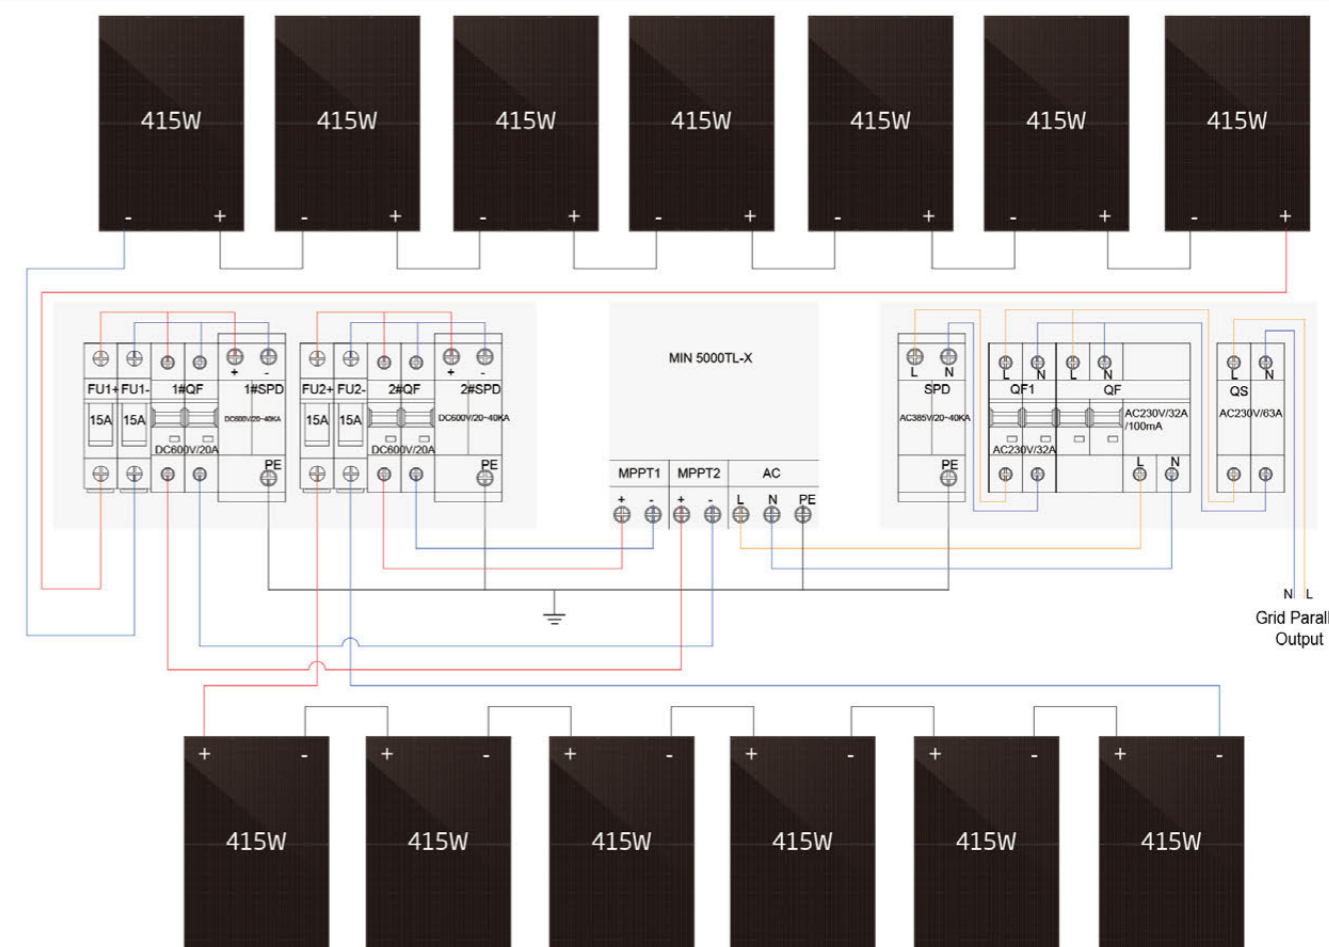 415W 415W 415W 415W 415W 415W 415W
- + - + - + - + - + - + - +
MIN 5000TL-X
+ - + - L N L N L N L N
FU1+ FU1- 1#QF 1#SPD FU2+ FU2- 2#QF 2#SPD SPD QF1 QF QS
15A 15A DC600V/20~40KA 15A 15A DC600V/20~40KA AC385V/20~40KA AC230V/32A AC230V/63A
/100mA
DC600V/20A DC600V/20A AC230V/32A
PE PE MPPT1 MPPT2 AC PE L N
+ - + - L N PE
N L
Grid Parall
Output
+ - + - + - + - + - + -
415W 415W 415W 415W 415W 415W